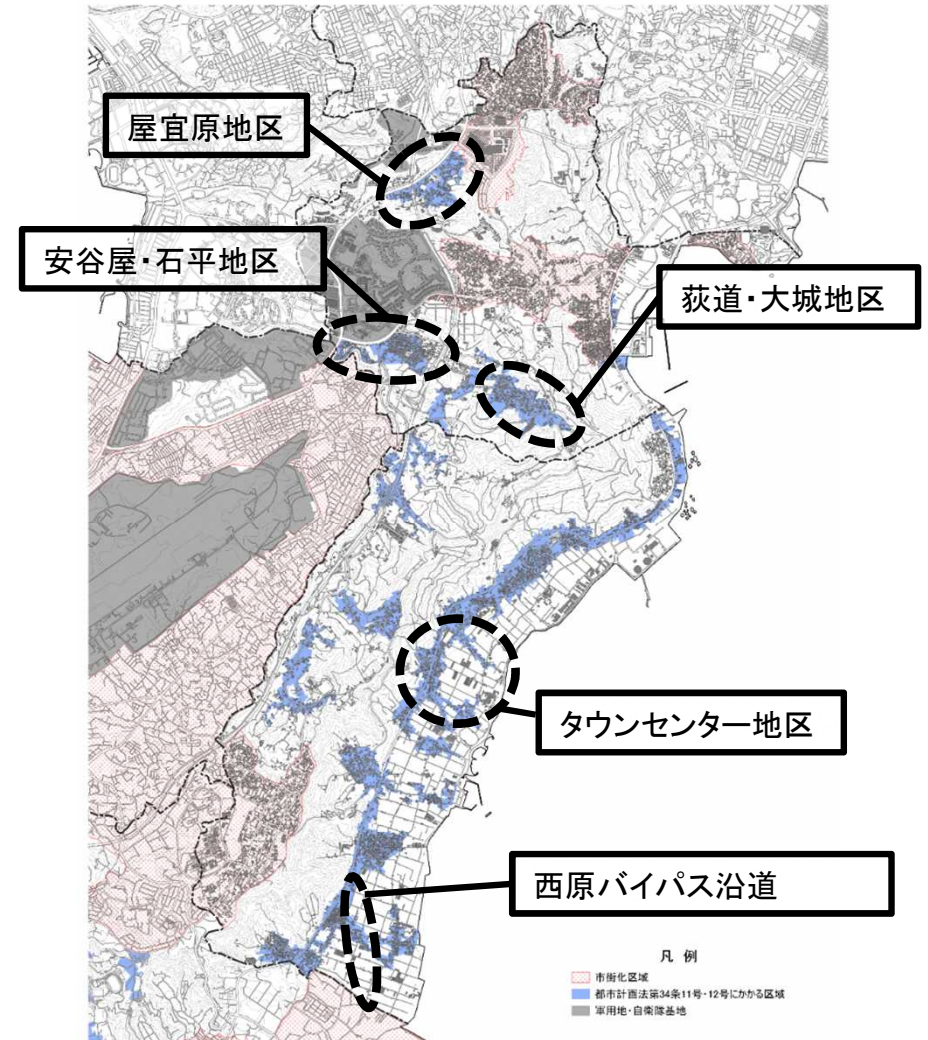 屋宜原地区
安谷屋・石平地区
荻道・大城地区
タウンセンター地区
西原バイパス沿道
凡 例
市街化区域
都市計画法第34条11号・12号にかかる区域
軍用地・自衛隊基地